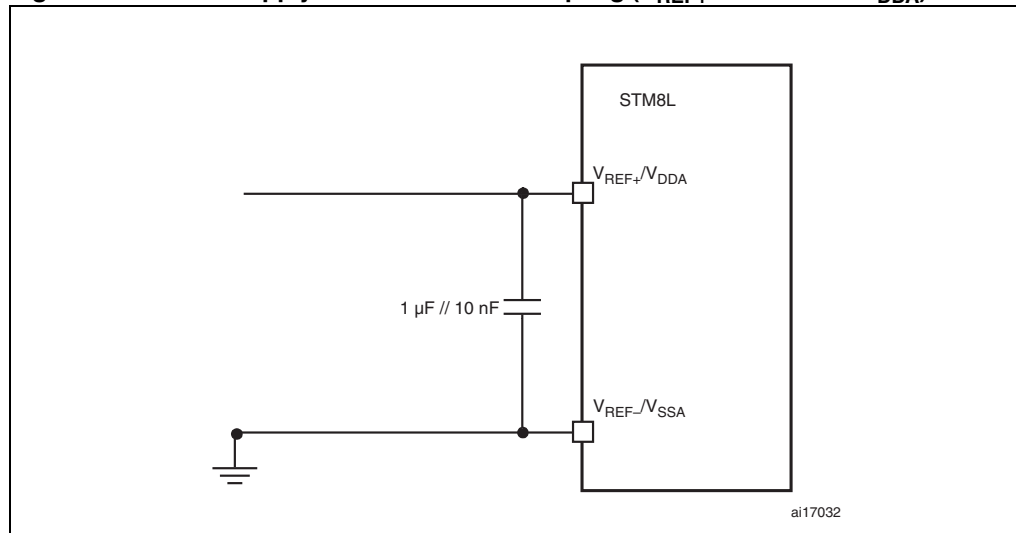 STM8L
VREF+/VDDA
1 µF // 10 nF
VREF–/VSSA
ai17032